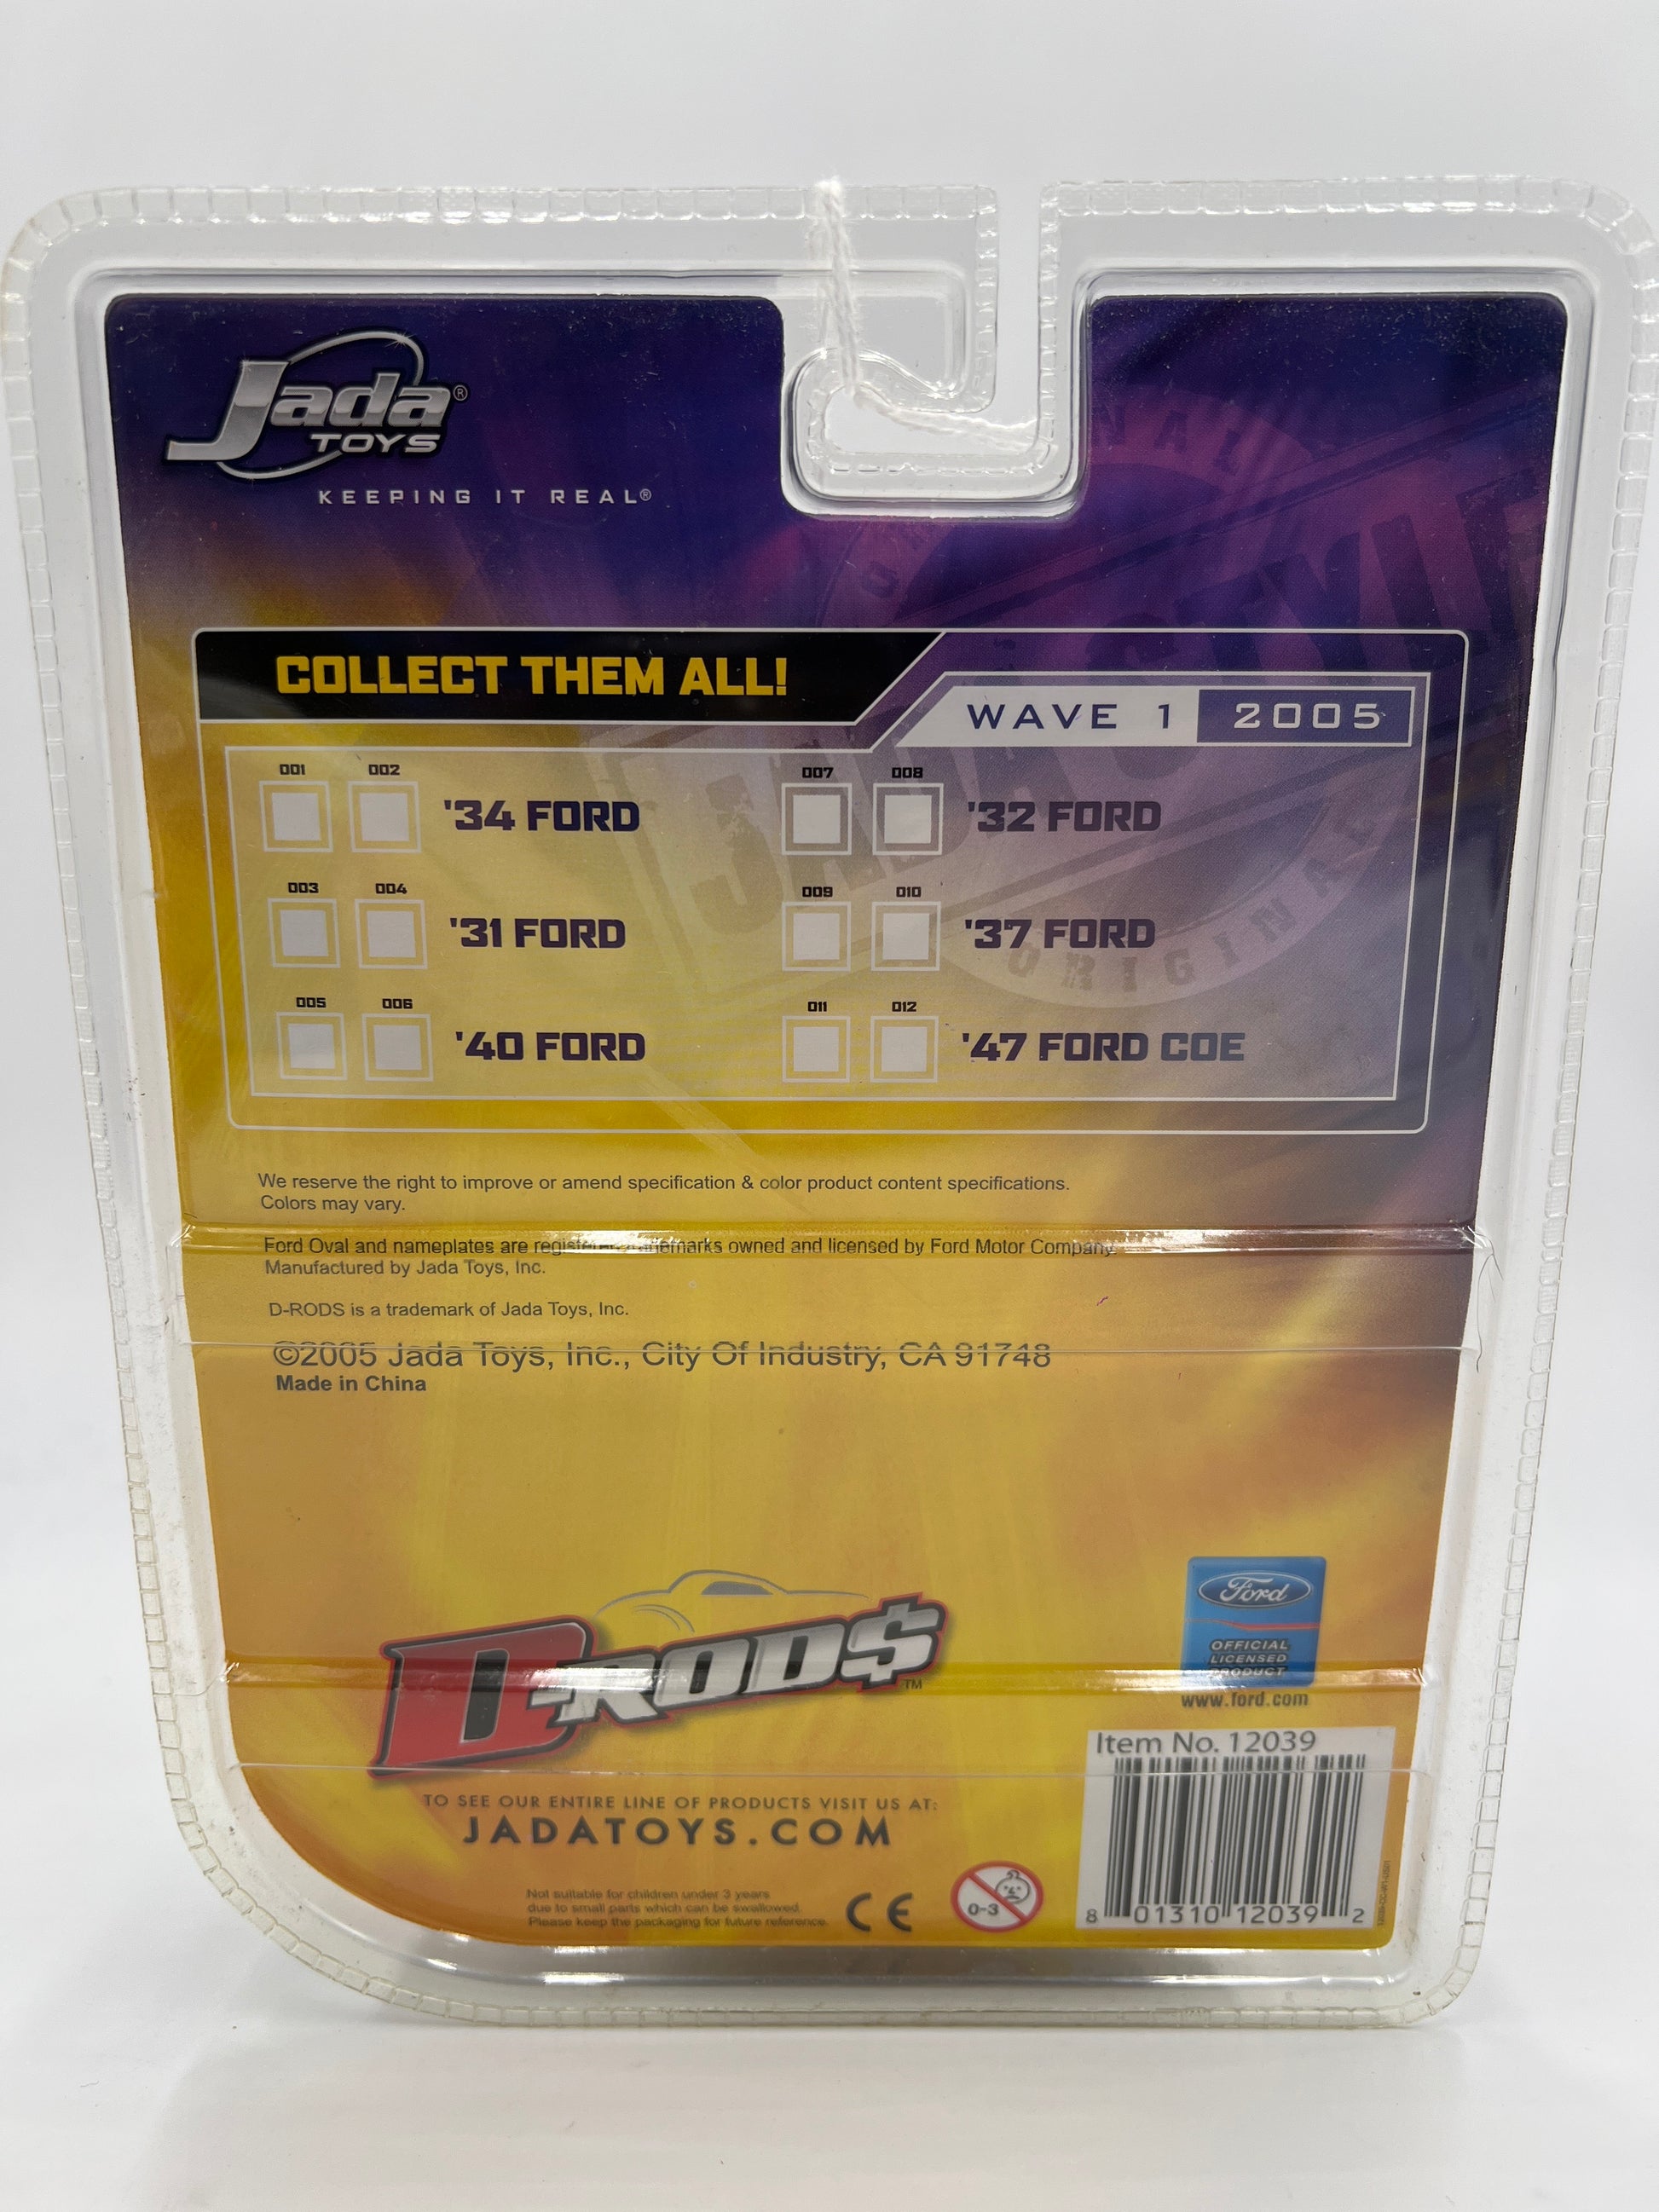 Jada®
TOYS
KEEPING IT REAL®
COLLECT THEM ALL!
WAVE 1 2005
001 002 '34 FORD
003 004 '31 FORD
005 006 '40 FORD
007 008 '32 FORD
009 010 '37 FORD
011 012 '47 FORD COE
JADA STYLE
ORIGINAL
We reserve the right to improve or amend specification & color product content specifications.
Colors may vary.
Ford Oval and nameplates are registered trademarks owned and licensed by Ford Motor Company.
Manufactured by Jada Toys, Inc.
D-RODS is a trademark of Jada Toys, Inc.
©2005 Jada Toys, Inc., City Of Industry, CA 91748
Made in China
D-ROD$™
Ford
OFFICIAL
LICENSED
PRODUCT
www.ford.com
TO SEE OUR ENTIRE LINE OF PRODUCTS VISIT US AT:
JADATOYS.COM
Not suitable for children under 3 years
due to small parts which can be swallowed.
Please keep the packaging for future reference.
CE
0-3
Item No. 12039
8 01310 12039 2